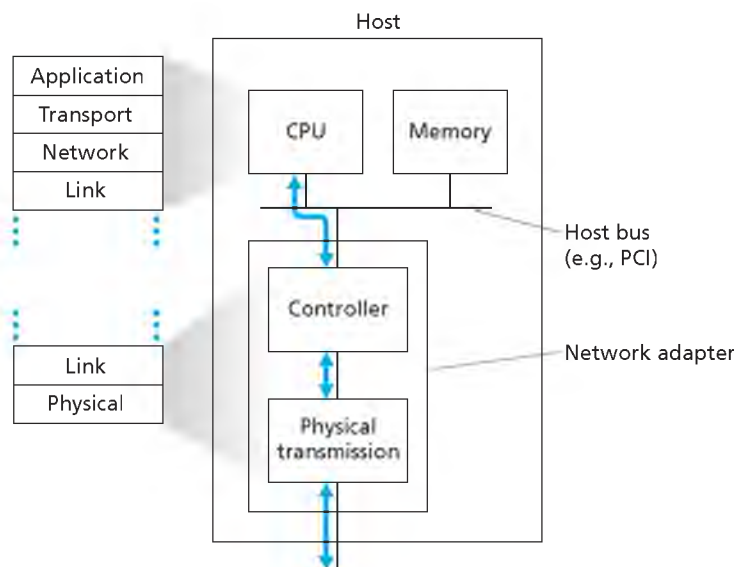 Host
Application
Transport
Network
Link
CPU
Memory
Host bus
(e.g., PCI)
Controller
Network adapter
Link
Physical
Physical
transmission